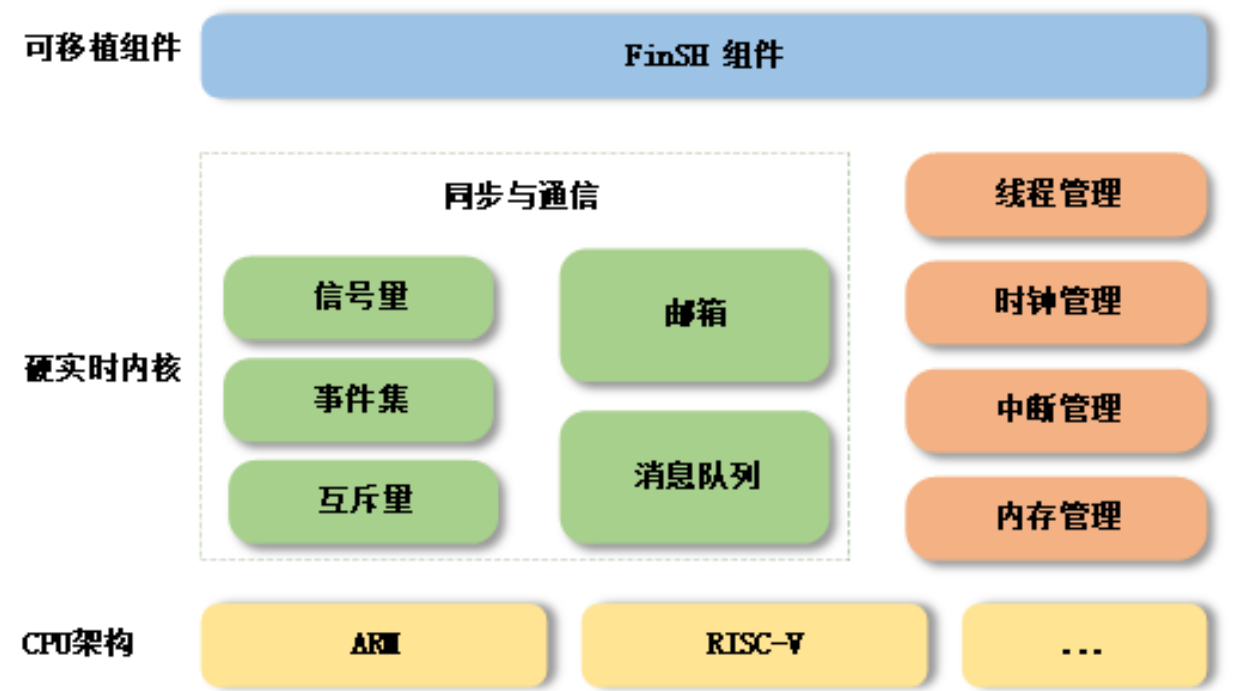 可移植组件
FinSH 组件
硬实时内核
同步与通信
信号量
事件集
互斥量
邮箱
消息队列
线程管理
时钟管理
中断管理
内存管理
CPU架构
ARM
RISC-V
...